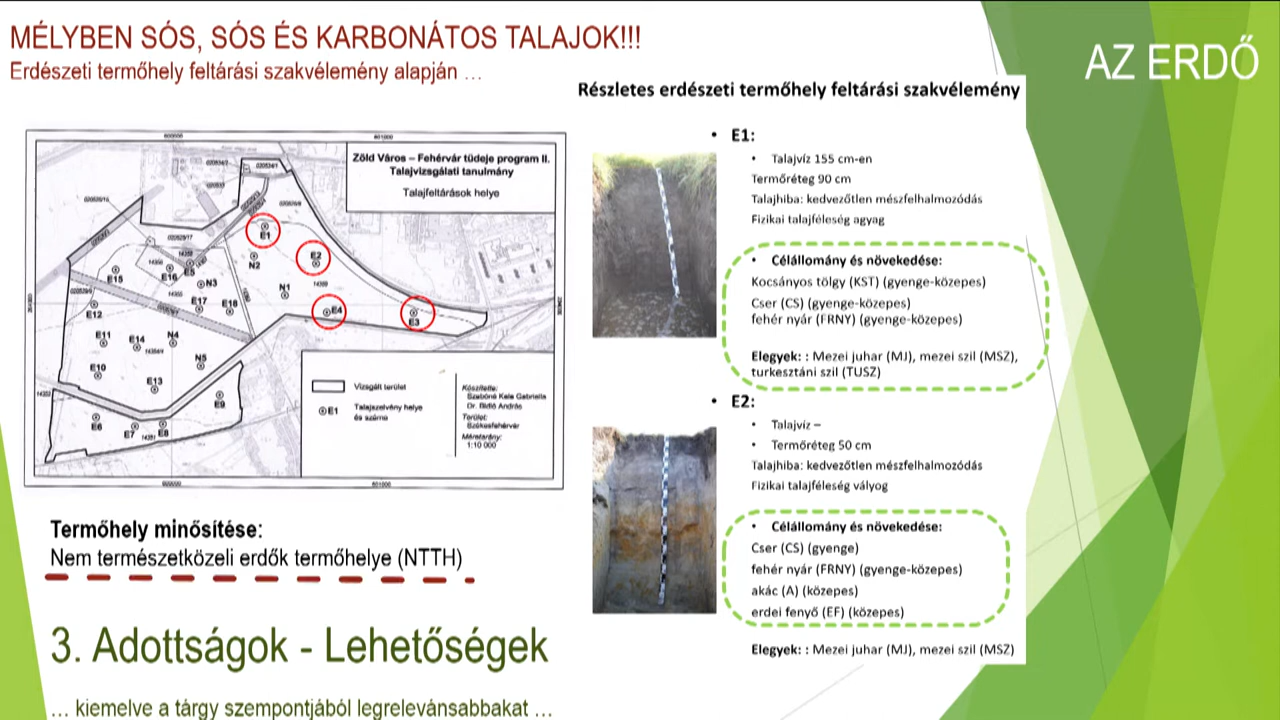 MÉLYBEN SÓS, SÓS ÉS KARBONÁTOS TALAJOK!!!
Erdészeti termőhely feltárási szakvélemény alapján …
AZ ERDŐ
Részletes erdészeti termőhely feltárási szakvélemény
Zöld Város – Fehérvár tüdeje program II.
Talajvizsgálati tanulmány
Talajfeltárások helye
E1
E2
N2
E15
E16
E5
N3
N1
E17
E18
E4
E3
E12
E11
E14
N4
E10
N5
E13
E9
E6
E7
E8
Vizsgált terület
E1
Talajszelvény helye
és száma
Készítette:
Szabóné Kele Gabriella
Dr. Bidló András
Terület:
Székesfehérvár
Méretarány:
1:10 000
• E1:
• Talajvíz 155 cm-en
Termőréteg 90 cm
Talajhiba: kedvezőtlen mészfelhalmozódás
Fizikai talajféleség agyag
• Célállomány és növekedése:
Kocsányos tölgy (KST) (gyenge-közepes)
Cser (CS) (gyenge-közepes)
fehér nyár (FRNY) (gyenge-közepes)
Elegyek: : Mezei juhar (MJ), mezei szil (MSZ),
turkesztáni szil (TUSZ)
• E2:
• Talajvíz –
• Termőréteg 50 cm
Talajhiba: kedvezőtlen mészfelhalmozódás
Fizikai talajféleség vályog
• Célállomány és növekedése:
Cser (CS) (gyenge)
fehér nyár (FRNY) (gyenge-közepes)
akác (A) (közepes)
erdei fenyő (EF) (közepes)
Elegyek: : Mezei juhar (MJ), mezei szil (MSZ)
Termőhely minősítése:
Nem természetközeli erdők termőhelye (NTTH)
3. Adottságok - Lehetőségek
… kiemelve a tárgy szempontjából legrelevánsabbakat …